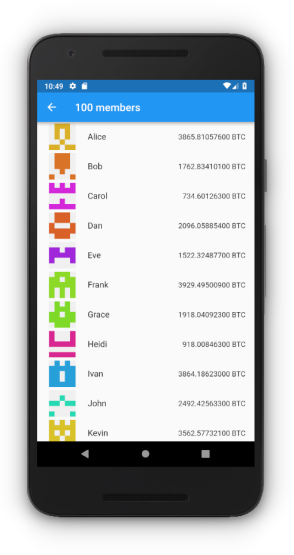 10:49
100 members
Alice 3865.81057600 BTC
Bob 1762.83410100 BTC
Carol 734.60126300 BTC
Dan 2096.05885400 BTC
Eve 1522.32487700 BTC
Frank 3929.49500900 BTC
Grace 1918.04092300 BTC
Heidi 918.00846300 BTC
Ivan 3864.18623000 BTC
John 2492.42563300 BTC
Kevin 3562.57732100 BTC